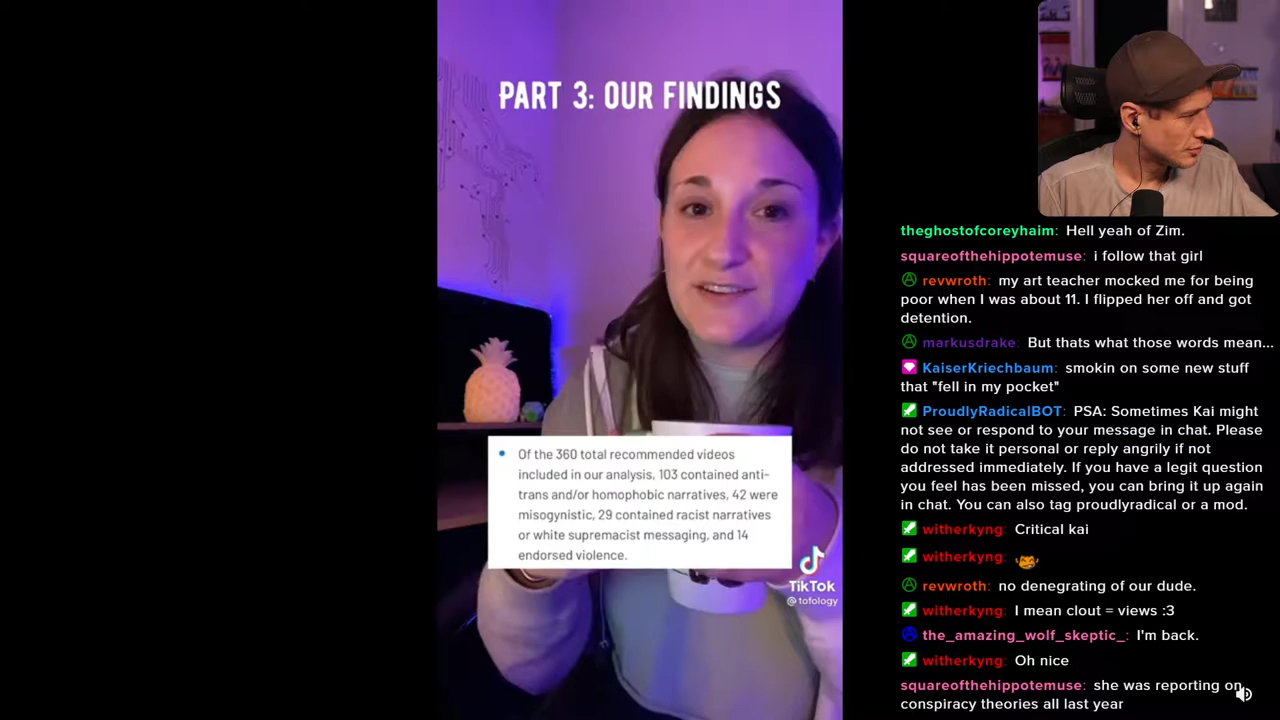 PART 3: OUR FINDINGS
Of the 360 total recommended videos
included in our analysis, 103 contained anti-
trans and/or homophobic narratives, 42 were
misogynistic, 29 contained racist narratives
or white supremacist messaging, and 14
endorsed violence.
TikTok
@tofology
theghostofcoreyhaim: Hell yeah of Zim.
squareofthehippotemuse: i follow that girl
revwroth: my art teacher mocked me for being
poor when I was about 11. I flipped her off and got
detention.
markusdrake: But thats what those words mean...
KaiserKriechbaum: smokin on some new stuff
that "fell in my pocket"
ProudlyRadicalBOT: PSA: Sometimes Kai might
not see or respond to your message in chat. Please
do not take it personal or reply angrily if not
addressed immediately. If you have a legit question
you feel has been missed, you can bring it up again
in chat. You can also tag proudlyradical or a mod.
witherkyng: Critical kai
witherkyng:
revwroth: no denegrating of our dude.
witherkyng: I mean clout = views :3
the_amazing_wolf_skeptic_: I'm back.
witherkyng: Oh nice
squareofthehippotemuse: she was reporting on
conspiracy theories all last year